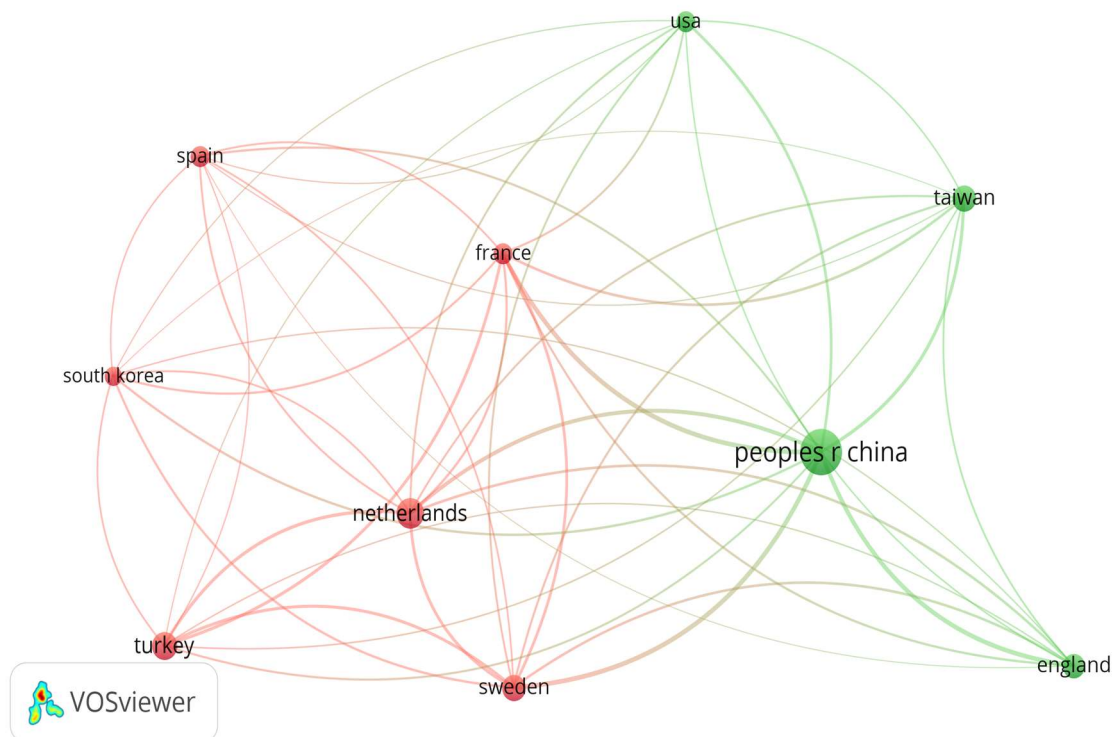 usa
spain
taiwan
france
south korea
peoples r china
netherlands
turkey
england
sweden
VOSviewer